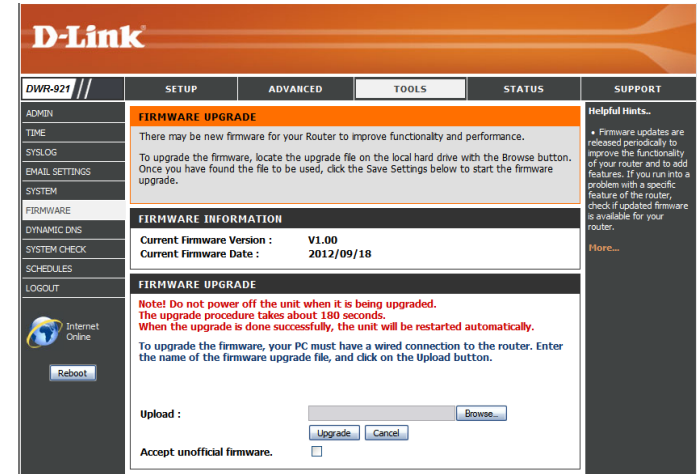 D-Link
DWR-921
SETUP
ADVANCED
TOOLS
STATUS
SUPPORT
ADMIN
TIME
SYSLOG
EMAIL SETTINGS
SYSTEM
FIRMWARE
DYNAMIC DNS
SYSTEM CHECK
SCHEDULES
LOGOUT
Internet
Online
Reboot
FIRMWARE UPGRADE
There may be new firmware for your Router to improve functionality and performance.
To upgrade the firmware, locate the upgrade file on the local hard drive with the Browse button.
Once you have found the file to be used, click the Save Settings below to start the firmware
upgrade.
FIRMWARE INFORMATION
Current Firmware Version : V1.00
Current Firmware Date : 2012/09/18
FIRMWARE UPGRADE
Note! Do not power off the unit when it is being upgraded.
The upgrade procedure takes about 180 seconds.
When the upgrade is done successfully, the unit will be restarted automatically.
To upgrade the firmware, your PC must have a wired connection to the router. Enter
the name of the firmware upgrade file, and click on the Upload button.
Upload : Browse...
Upgrade Cancel
Accept unofficial firmware.
Helpful Hints..
• Firmware updates are
released periodically to
improve the functionality
of your router and to add
features. If you run into a
problem with a specific
feature of the router,
check if updated firmware
is available for your
router.
More...